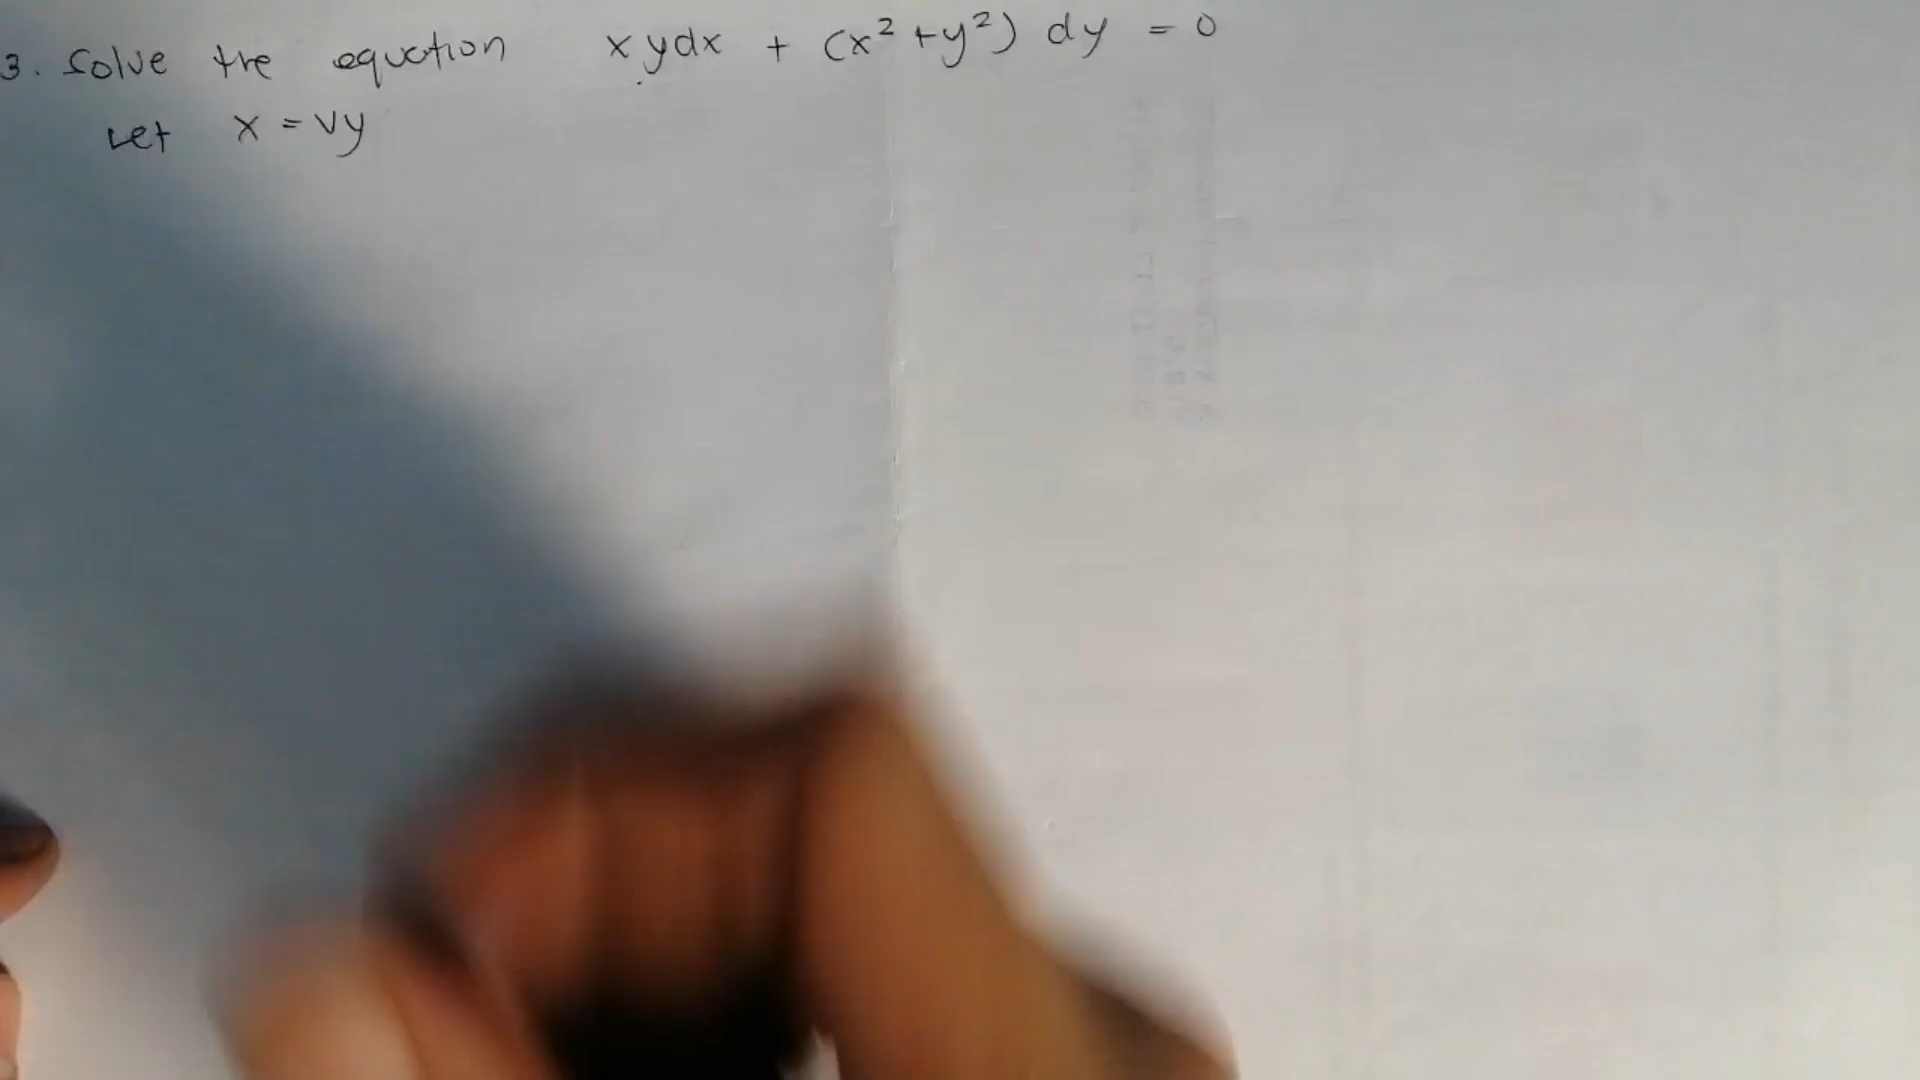 3. Solve the equation xydx + (x² + y²) dy = 0
Let x = vy